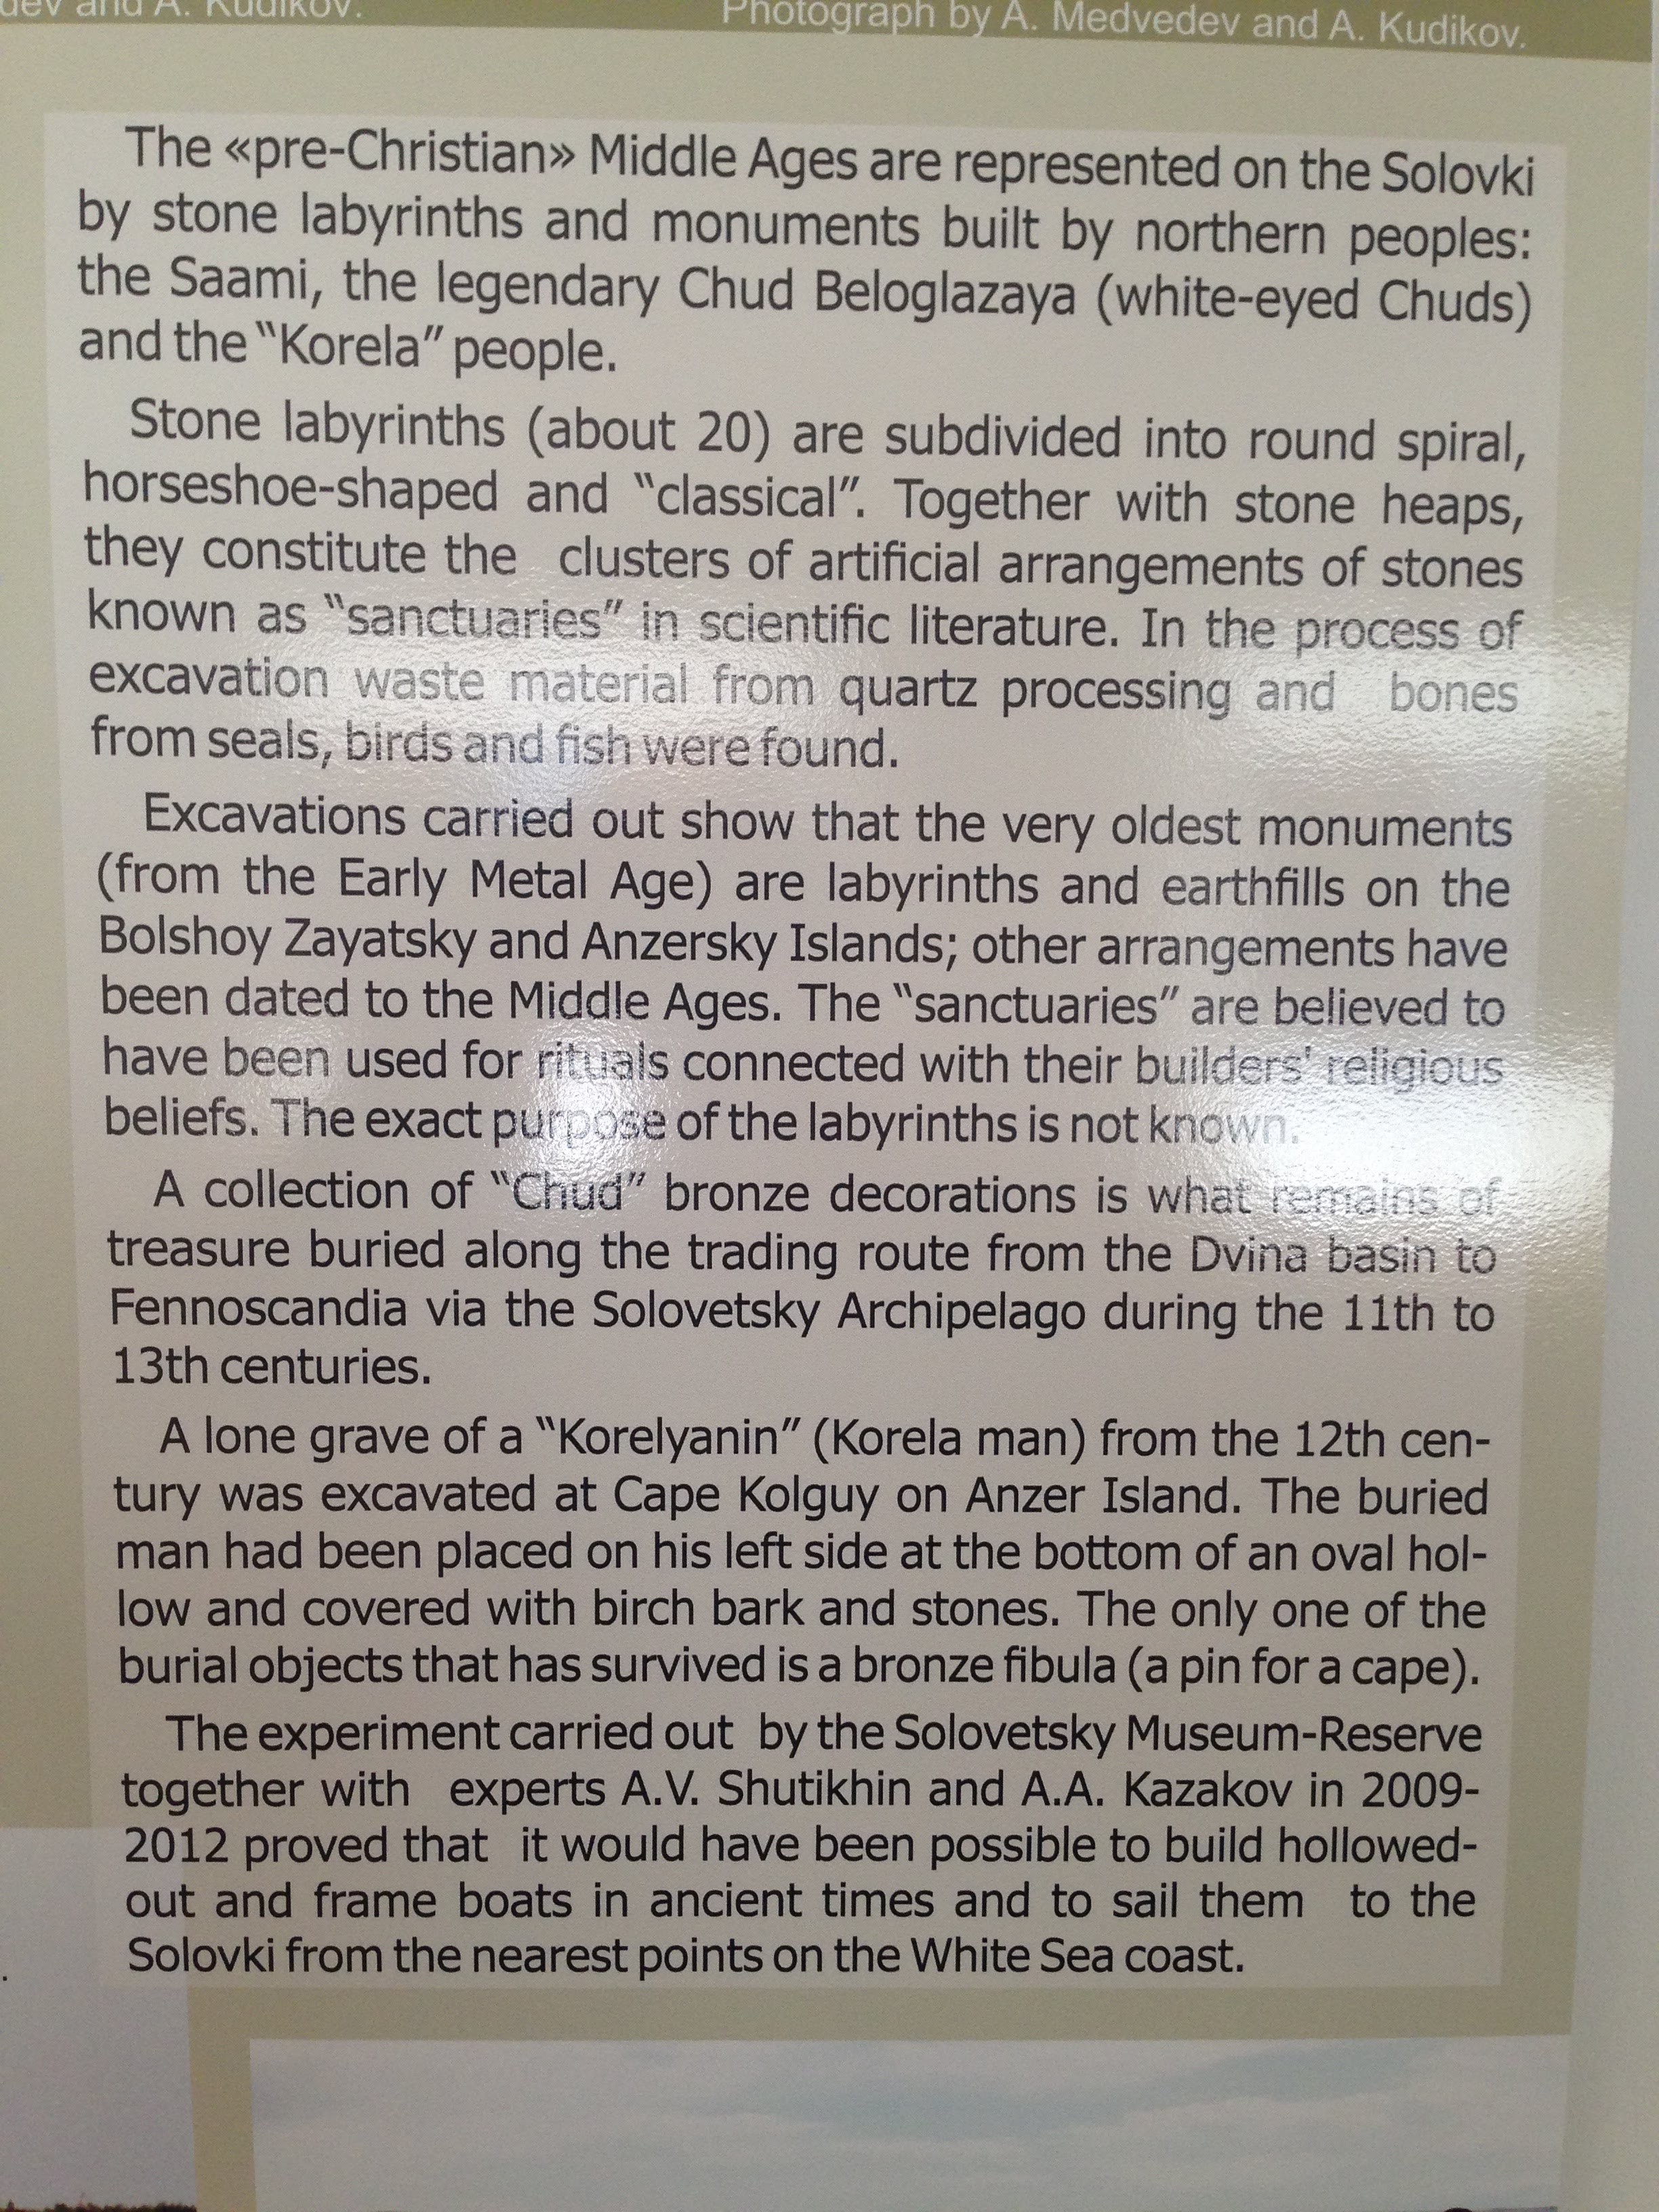 dev and A. Kudikov. Photograph by A. Medvedev and A. Kudikov.
The «pre-Christian» Middle Ages are represented on the Solovki
by stone labyrinths and monuments built by northern peoples:
the Saami, the legendary Chud Beloglazaya (white-eyed Chuds)
and the "Korela" people.
Stone labyrinths (about 20) are subdivided into round spiral,
horseshoe-shaped and "classical". Together with stone heaps,
they constitute the clusters of artificial arrangements of stones
known as "sanctuaries" in scientific literature. In the process of
excavation waste material from quartz processing and bones
from seals, birds and fish were found.
Excavations carried out show that the very oldest monuments
(from the Early Metal Age) are labyrinths and earthfills on the
Bolshoy Zayatsky and Anzersky Islands; other arrangements have
been dated to the Middle Ages. The "sanctuaries" are believed to
have been used for rituals connected with their builders' religious
beliefs. The exact purpose of the labyrinths is not known.
A collection of "Chud" bronze decorations is what remains of
treasure buried along the trading route from the Dvina basin to
Fennoscandia via the Solovetsky Archipelago during the 11th to
13th centuries.
A lone grave of a "Korelyanin" (Korela man) from the 12th cen-
tury was excavated at Cape Kolguy on Anzer Island. The buried
man had been placed on his left side at the bottom of an oval hol-
low and covered with birch bark and stones. The only one of the
burial objects that has survived is a bronze fibula (a pin for a cape).
The experiment carried out by the Solovetsky Museum-Reserve
together with experts A.V. Shutikhin and A.A. Kazakov in 2009-
2012 proved that it would have been possible to build hollowed-
out and frame boats in ancient times and to sail them to the
Solovki from the nearest points on the White Sea coast.